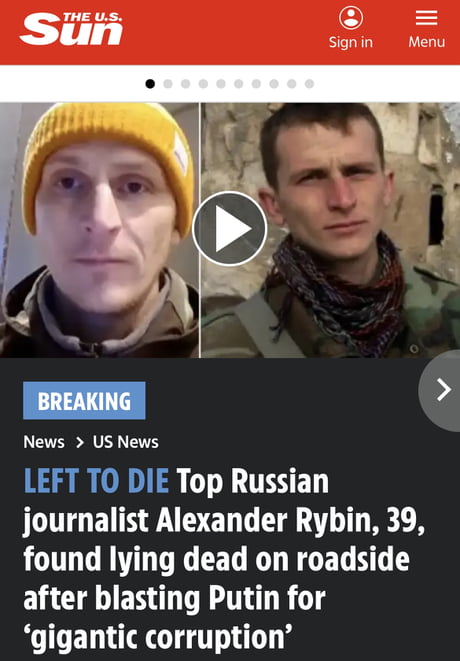 THE U.S.
Sun
Sign in
Menu
BREAKING
News > US News
LEFT TO DIE Top Russian
journalist Alexander Rybin, 39,
found lying dead on roadside
after blasting Putin for
‘gigantic corruption’